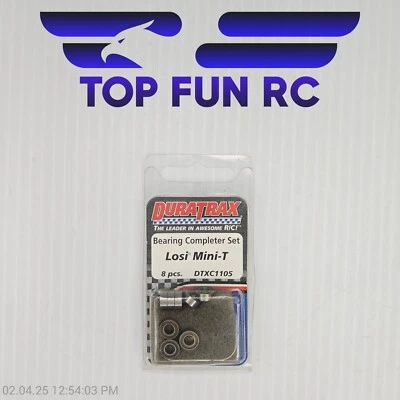 TOP FUN RC
DURATRAX
THE LEADER IN AWESOME R/C!
Bearing Completer Set
Losi Mini-T
8 pcs. DTXC1105
02.04.25 12:54:03 PM